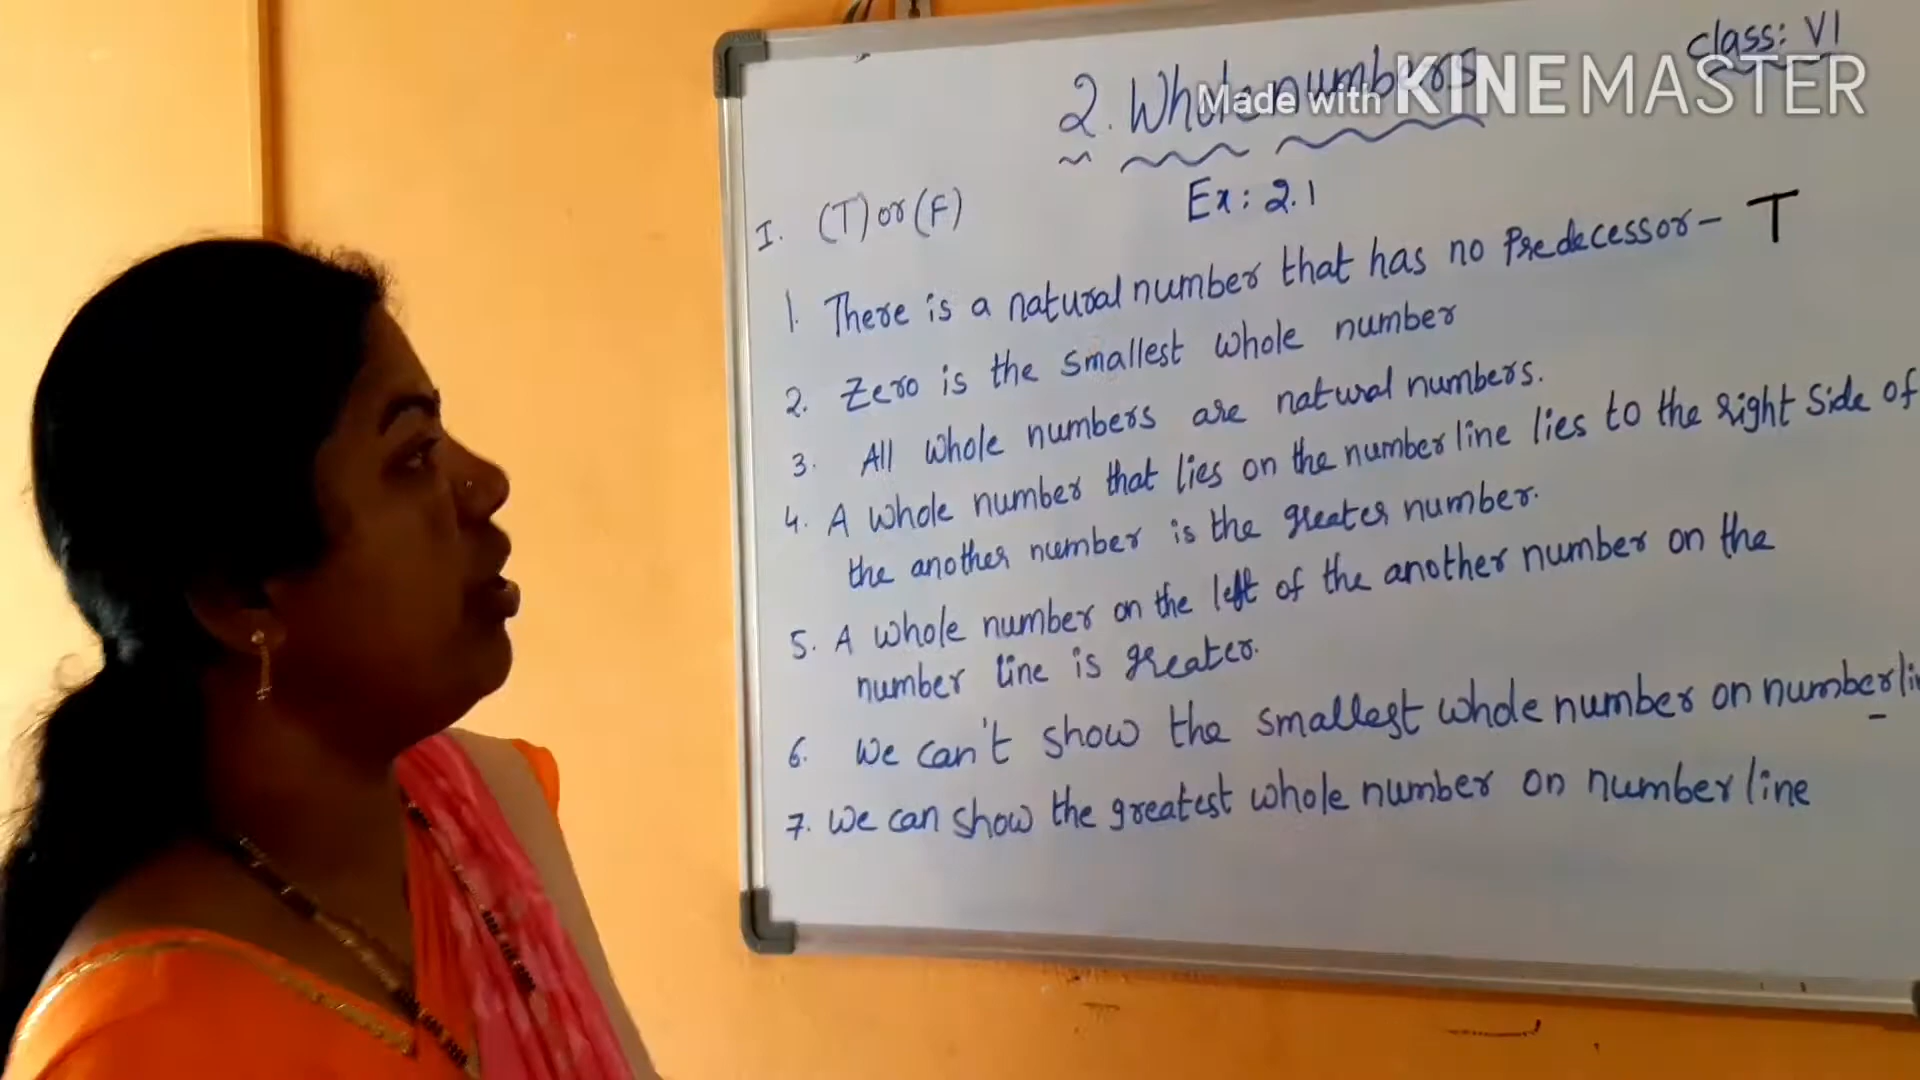 class: VI
2. Whole numbers
Made with KINEMASTER
Ex: 2.1
I. (T) or (F)
1. There is a natural number that has no Predecessor - T
2. Zero is the smallest whole number
3. All whole numbers are natural numbers.
4. A whole number that lies on the number line lies to the right side of
the another number is the greater number.
5. A whole number on the left of the another number on the
number line is greater.
6. We can't show the smallest whole number on number li
7. We can show the greatest whole number on number line